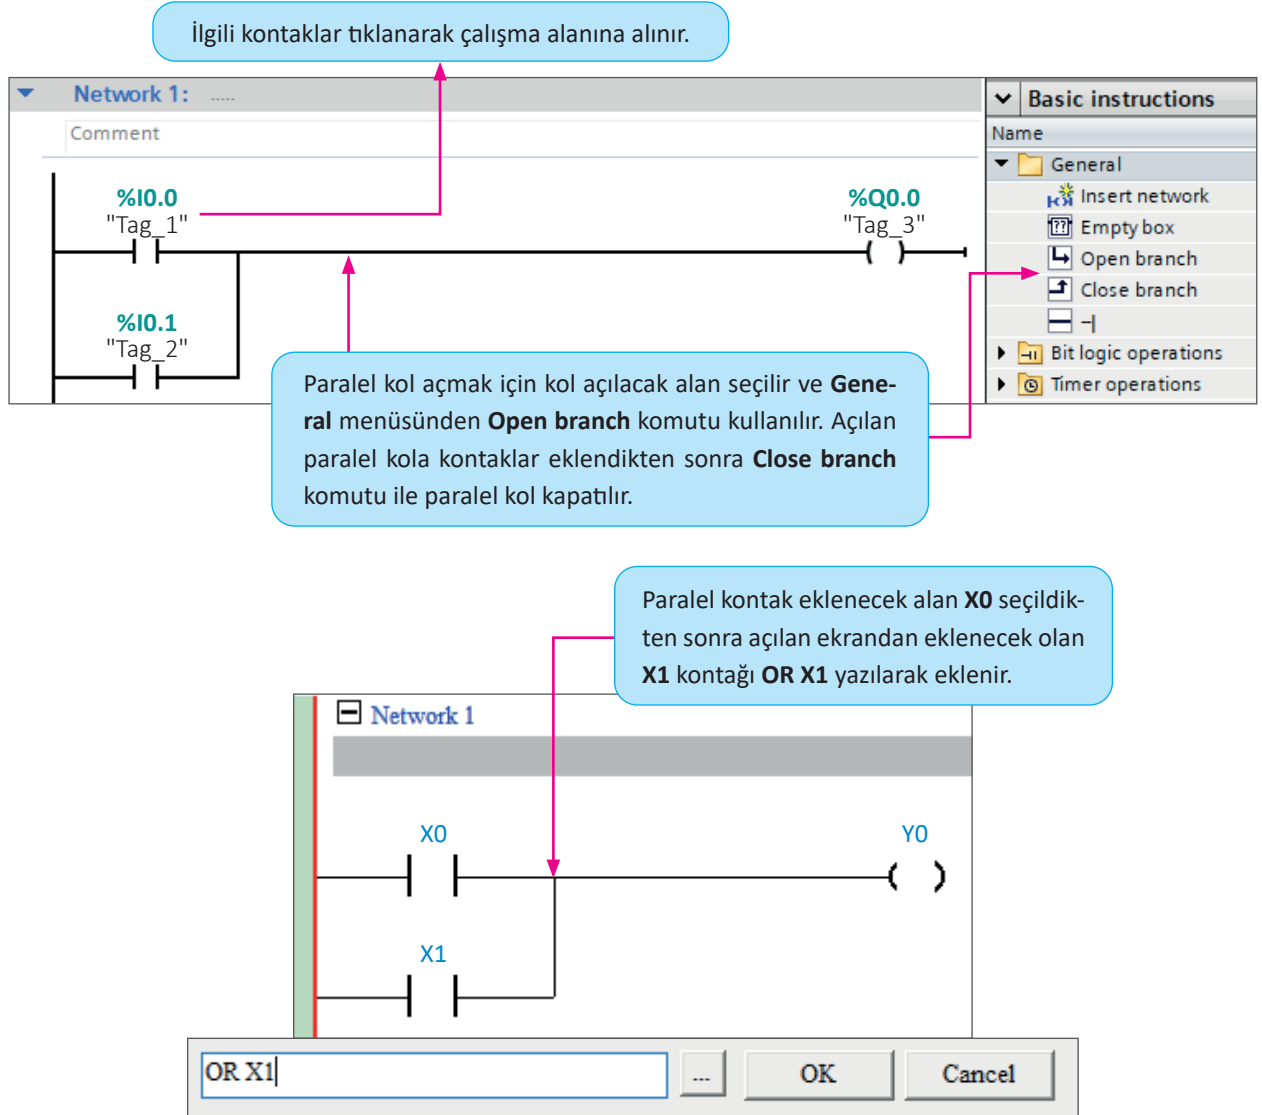 İlgili kontaklar tıklanarak çalışma alanına alınır.
Network 1: .....
Comment
%I0.0
"Tag_1"
%Q0.0
"Tag_3"
%I0.1
"Tag_2"
Basic instructions
Name
General
Insert network
Empty box
Open branch
Close branch
Bit logic operations
Timer operations
Paralel kol açmak için kol açılacak alan seçilir ve Gene-
ral menüsünden Open branch komutu kullanılır. Açılan
paralel kola kontaklar eklendikten sonra Close branch
komutu ile paralel kol kapatılır.
Paralel kontak eklenecek alan X0 seçildik-
ten sonra açılan ekrandan eklenecek olan
X1 kontağı OR X1 yazılarak eklenir.
Network 1
X0
Y0
X1
OR X1
...
OK
Cancel